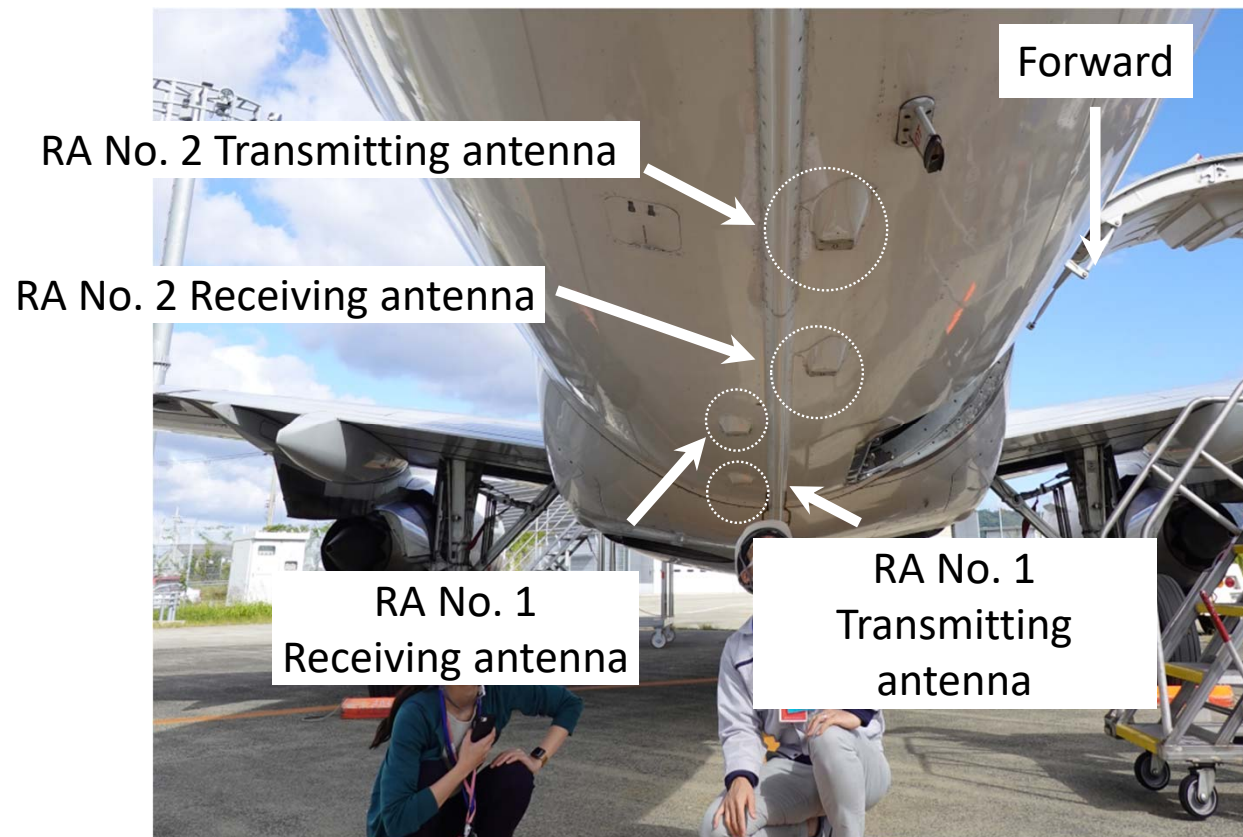 Forward
RA No. 2 Transmitting antenna
RA No. 2 Receiving antenna
RA No. 1
Receiving antenna
RA No. 1
Transmitting
antenna